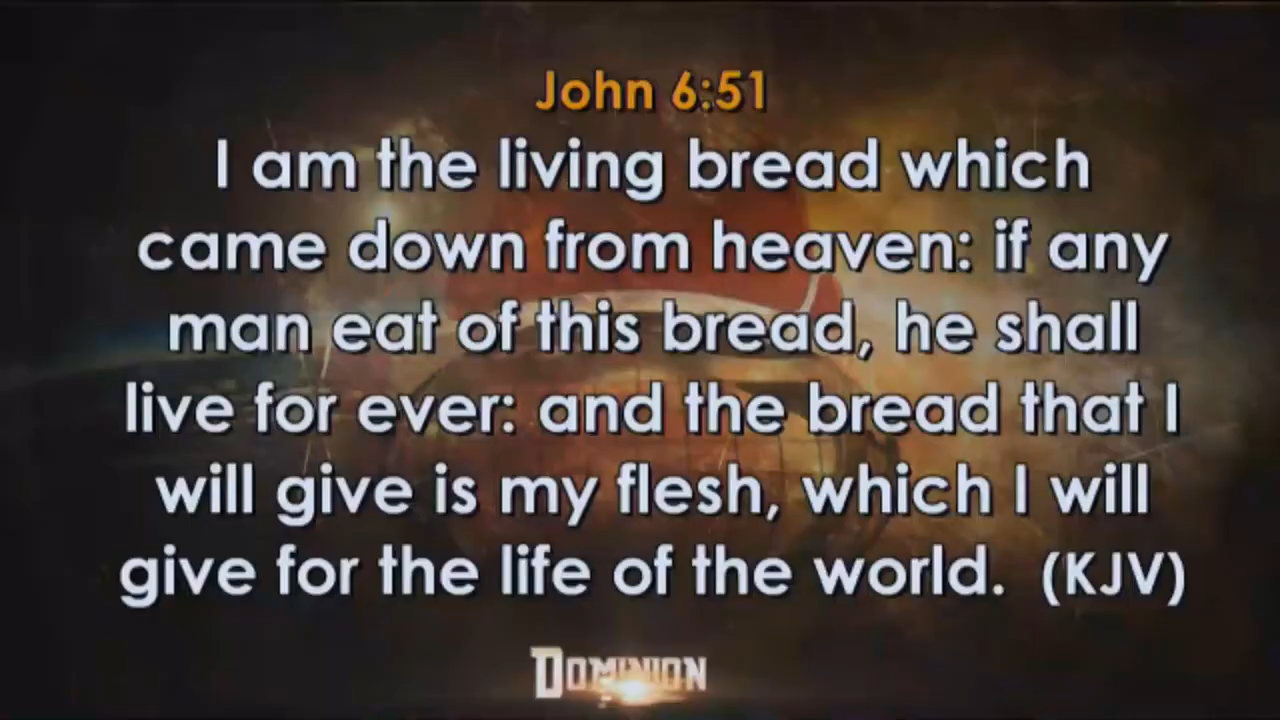 John 6:51
I am the living bread which
came down from heaven: if any
man eat of this bread, he shall
live for ever: and the bread that I
will give is my flesh, which I will
give for the life of the world. (KJV)
DOMINION